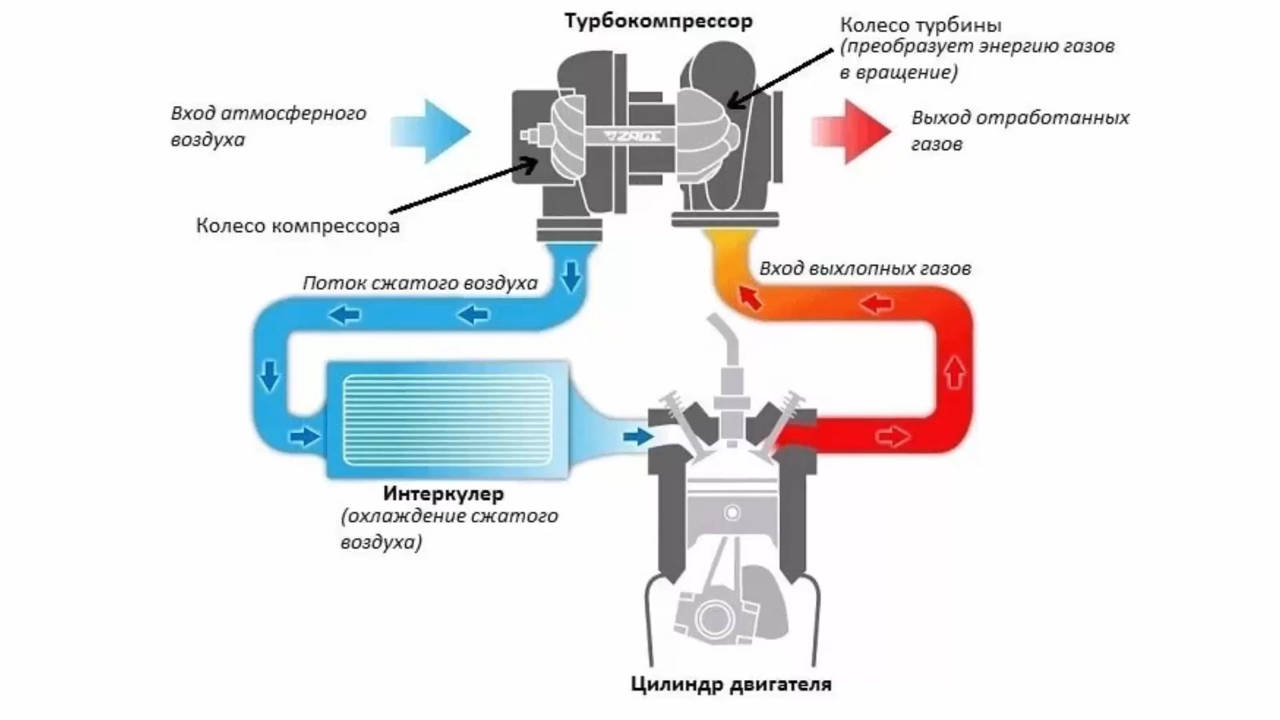 Турбокомпрессор
Колесо турбины
(преобразует энергию газов
в вращение)
Вход атмосферного
воздуха
Выход отработанных
газов
Колесо компрессора
Поток сжатого воздуха
Вход выхлопных газов
Интеркулер
(охлаждение сжатого
воздуха)
Цилиндр двигателя